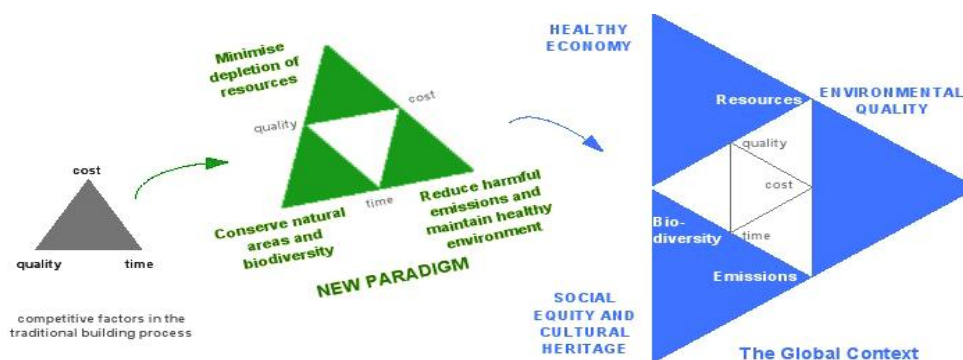 cost
quality
time
competitive factors in the
traditional building process
Minimise
depletion of
resources
cost
quality
time
Conserve natural
areas and
biodiversity
Reduce harmful
emissions and
maintain healthy
environment
NEW PARADIGM
HEALTHY
ECONOMY
ENVIRONMENTAL
QUALITY
Resources
quality
cost
time
Bio-
diversity
Emissions
SOCIAL
EQUITY AND
CULTURAL
HERITAGE
The Global Context